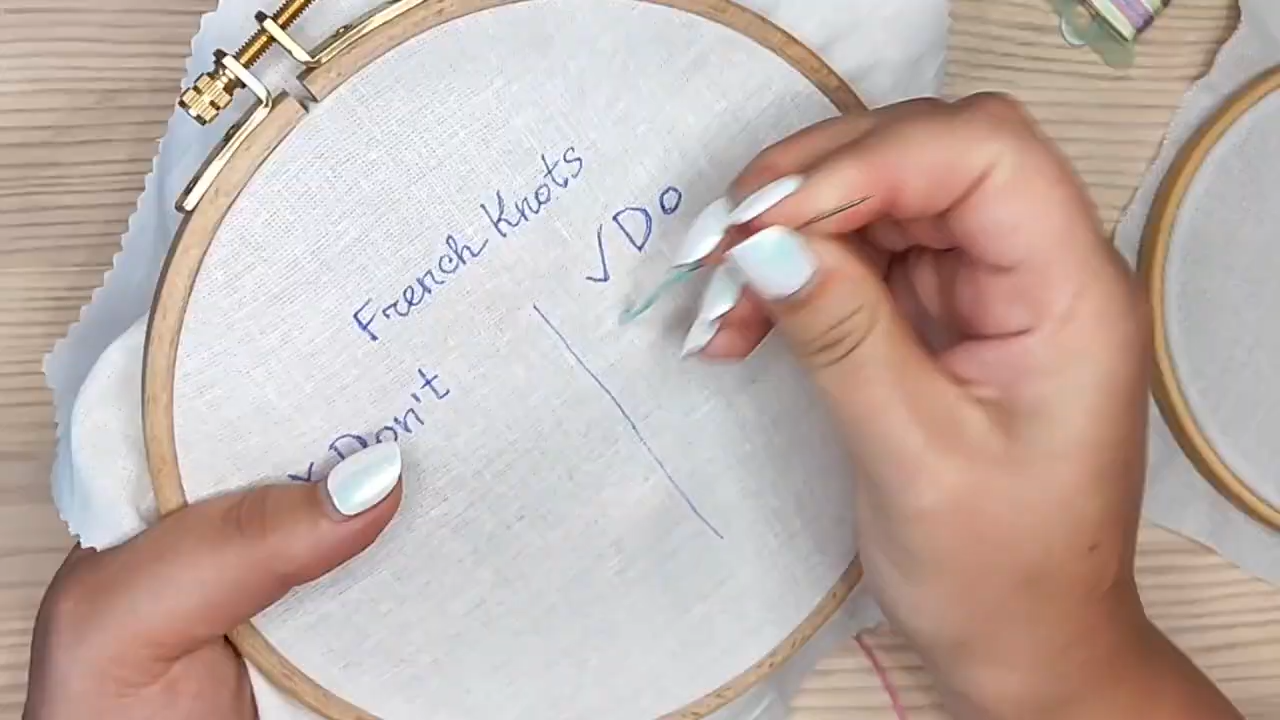 French Knots
x Don't
√ Do